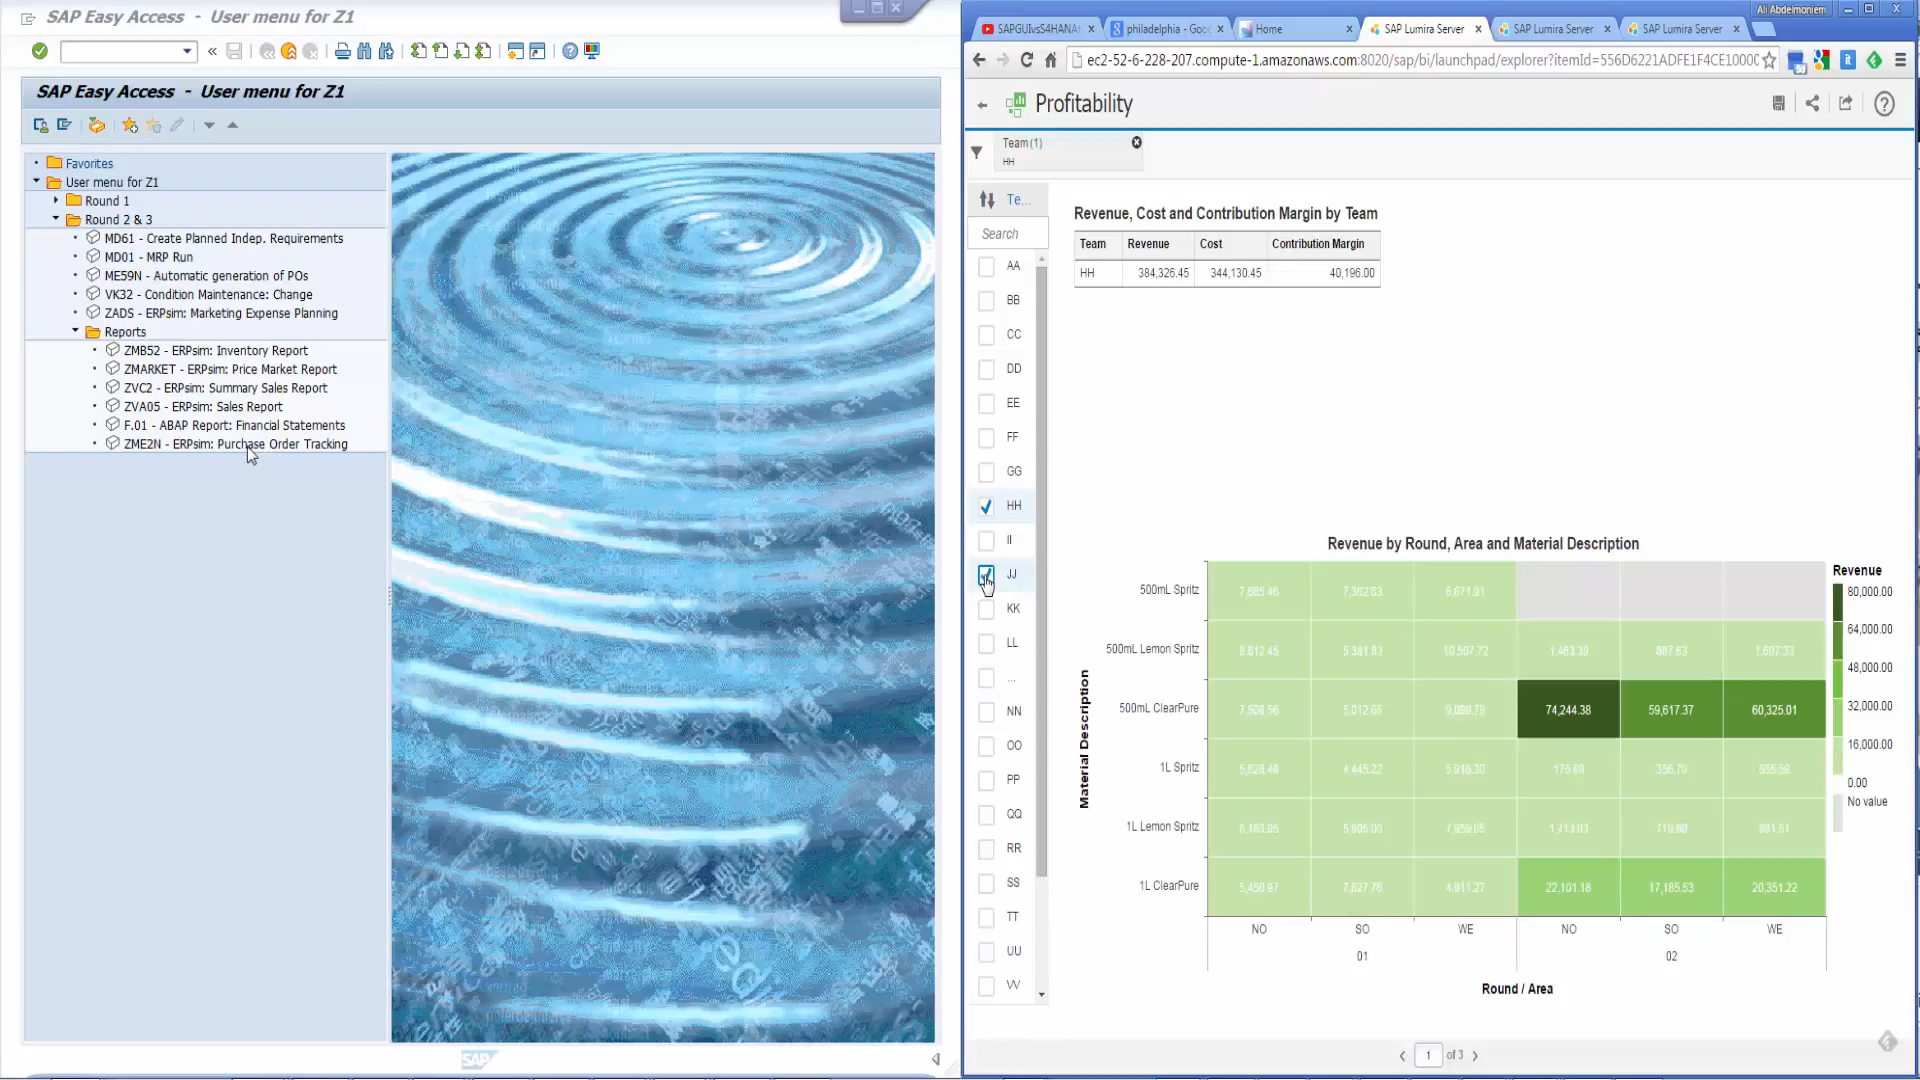 SAP Easy Access - User menu for Z1
SAP Easy Access - User menu for Z1
Favorites
User menu for Z1
Round 1
Round 2 & 3
MD61 - Create Planned Indep. Requirements
MD01 - MRP Run
ME59N - Automatic generation of POs
VK32 - Condition Maintenance: Change
ZADS - ERPsim: Marketing Expense Planning
Reports
ZMB52 - ERPsim: Inventory Report
ZMARKET - ERPsim: Price Market Report
ZVC2 - ERPsim: Summary Sales Report
ZVA05 - ERPsim: Sales Report
F.01 - ABAP Report: Financial Statements
ZME2N - ERPsim: Purchase Order Tracking
SAP
Ali Abdelmoniem
SAPGUIvsS4HANA
philadelphia - Goo
Home
SAP Lumira Server
SAP Lumira Server
SAP Lumira Server
ec2-52-6-228-207.compute-1.amazonaws.com:8020/sap/bi/launchpad/explorer?itemId=556D6221ADFE1F4CE10000
Profitability
Team (1)
HH
Te...
Search
AA
BB
CC
DD
EE
FF
GG
HH
II
JJ
KK
LL
...
NN
OO
PP
QQ
RR
SS
TT
UU
VV
Revenue, Cost and Contribution Margin by Team
Team Revenue Cost Contribution Margin
HH 384,326.45 344,130.45 40,196.00
Revenue by Round, Area and Material Description
Material Description
500mL Spritz
500mL Lemon Spritz 10,507.72
500mL ClearPure 74,244.38 59,617.37 60,325.01
1L Spritz
1L Lemon Spritz
1L ClearPure 22,101.18 17,185.53 20,351.22
NO SO WE NO SO WE
01 02
Round / Area
Revenue
80,000.00
64,000.00
48,000.00
32,000.00
16,000.00
0.00
No value
1 of 3